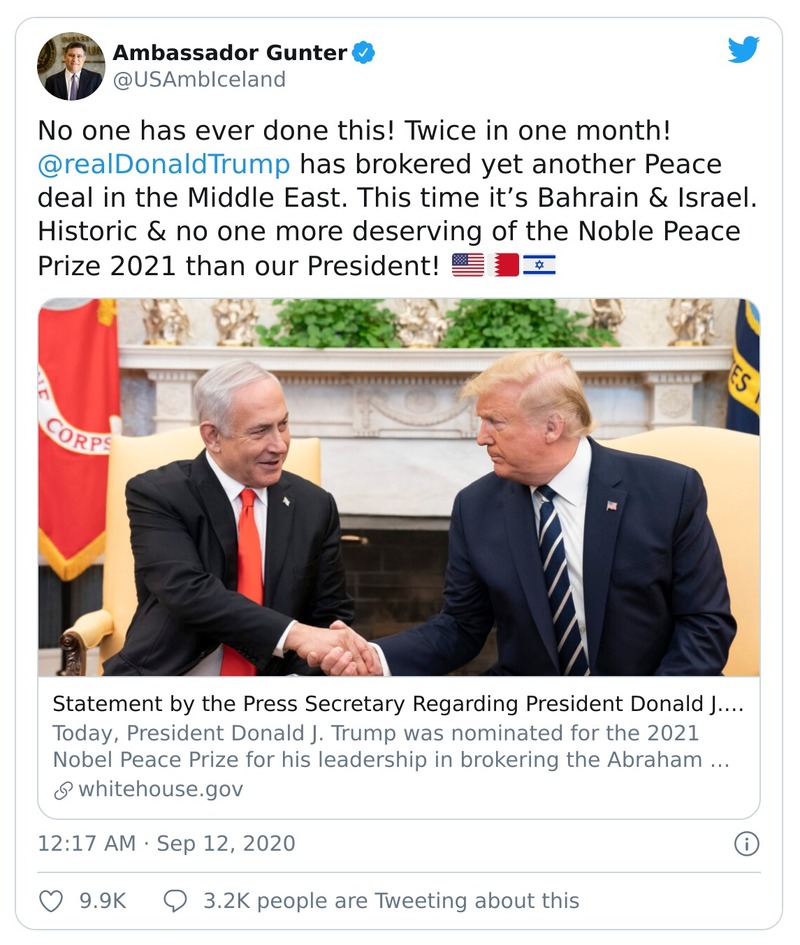 Ambassador Gunter
@USAmbIceland
No one has ever done this! Twice in one month!
@realDonaldTrump has brokered yet another Peace
deal in the Middle East. This time it’s Bahrain & Israel.
Historic & no one more deserving of the Noble Peace
Prize 2021 than our President! 🇺🇸🇧🇭🇮🇱
CORPS
Statement by the Press Secretary Regarding President Donald J.…
Today, President Donald J. Trump was nominated for the 2021
Nobel Peace Prize for his leadership in brokering the Abraham …
whitehouse.gov
12:17 AM · Sep 12, 2020
9.9K 3.2K people are Tweeting about this